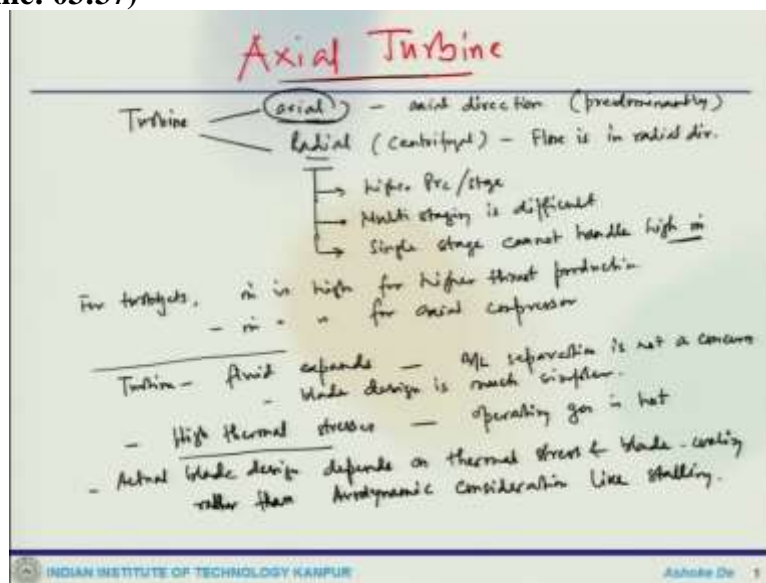 Axial Turbine
Turbine axial - axial direction (predominantly)
Radial (centrifugal) - Flow is in radial dir.
→ higher Prc/stage
→ Multi staging is difficult
→ Single stage cannot handle high ṁ
For turbojets, ṁ is high for higher thrust production
- ṁ " " for axial compressor
Turbine - fluid expands - B/L separation is not a concern
- blade design is much simpler.
- High thermal stresses - operating gas is hot
- Actual blade design depends on thermal stress & blade-cooling
rather than Aerodynamic consideration like stalling.
INDIAN INSTITUTE OF TECHNOLOGY KANPUR Ashoke De 1